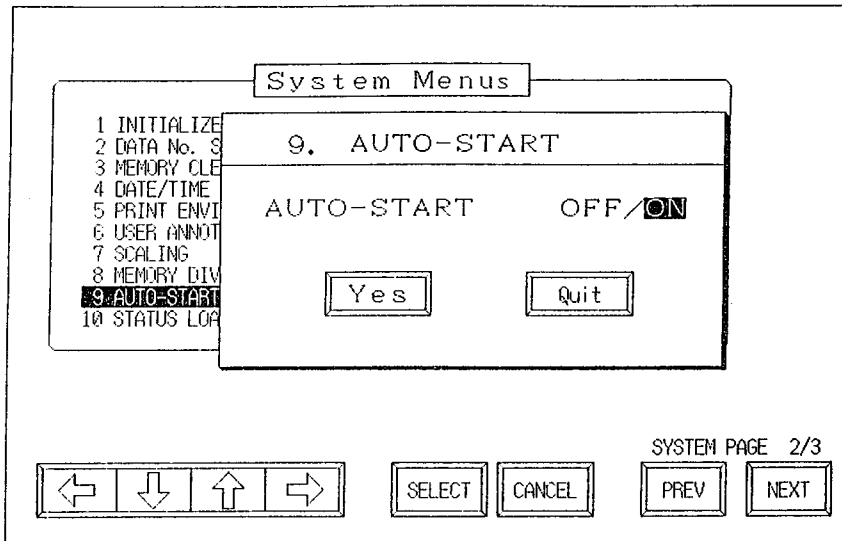 System Menus
1 INITIALIZE
2 DATA No. S
3 MEMORY CLE
4 DATE/TIME
5 PRINT ENVI
6 USER ANNOT
7 SCALING
8 MEMORY DIV
9 AUTO-START
10 STATUS LOA
9. AUTO-START
AUTO-START OFF/ON
Yes Quit
SYSTEM PAGE 2/3
SELECT CANCEL PREV NEXT